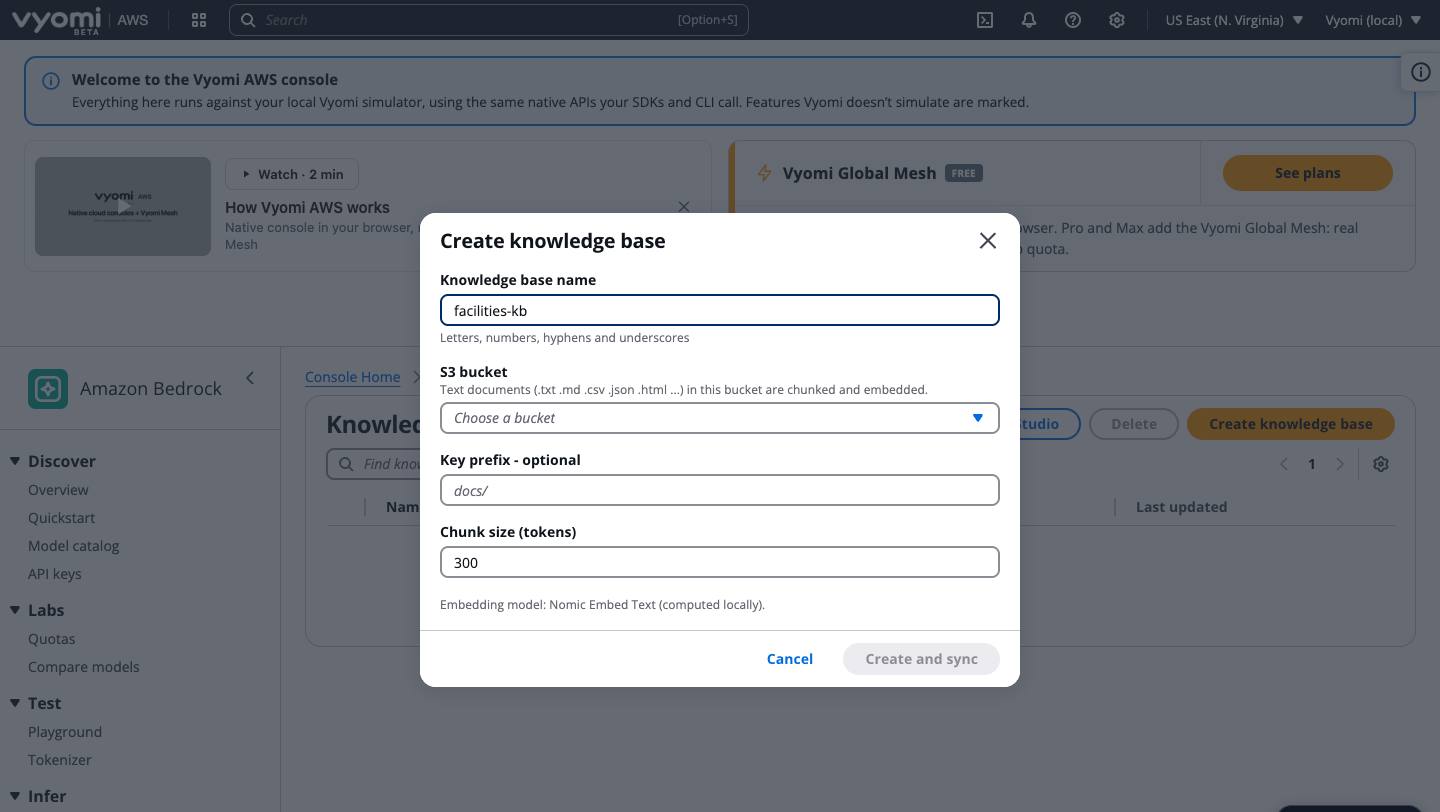 vyomi BETA AWS
Search [Option+S]
US East (N. Virginia)
Vyomi (local)
Welcome to the Vyomi AWS console
Everything here runs against your local Vyomi simulator, using the same native APIs your SDKs and CLI call. Features Vyomi doesn't simulate are marked.
vyomi AWS
Native cloud consoles + Vyomi Mesh
Watch · 2 min
How Vyomi AWS works
Native console in your browser,
Mesh
Vyomi Global Mesh FREE
See plans
Pro and Max add the Vyomi Global Mesh: real
quota.
Create knowledge base
Knowledge base name
facilities-kb
Letters, numbers, hyphens and underscores
S3 bucket
Text documents (.txt .md .csv .json .html ...) in this bucket are chunked and embedded.
Choose a bucket
Key prefix - optional
docs/
Chunk size (tokens)
300
Embedding model: Nomic Embed Text (computed locally).
Cancel
Create and sync
Amazon Bedrock
Discover
Overview
Quickstart
Model catalog
API keys
Labs
Quotas
Compare models
Test
Playground
Tokenizer
Infer
Console Home
Delete
Create knowledge base
Find
1
Last updated